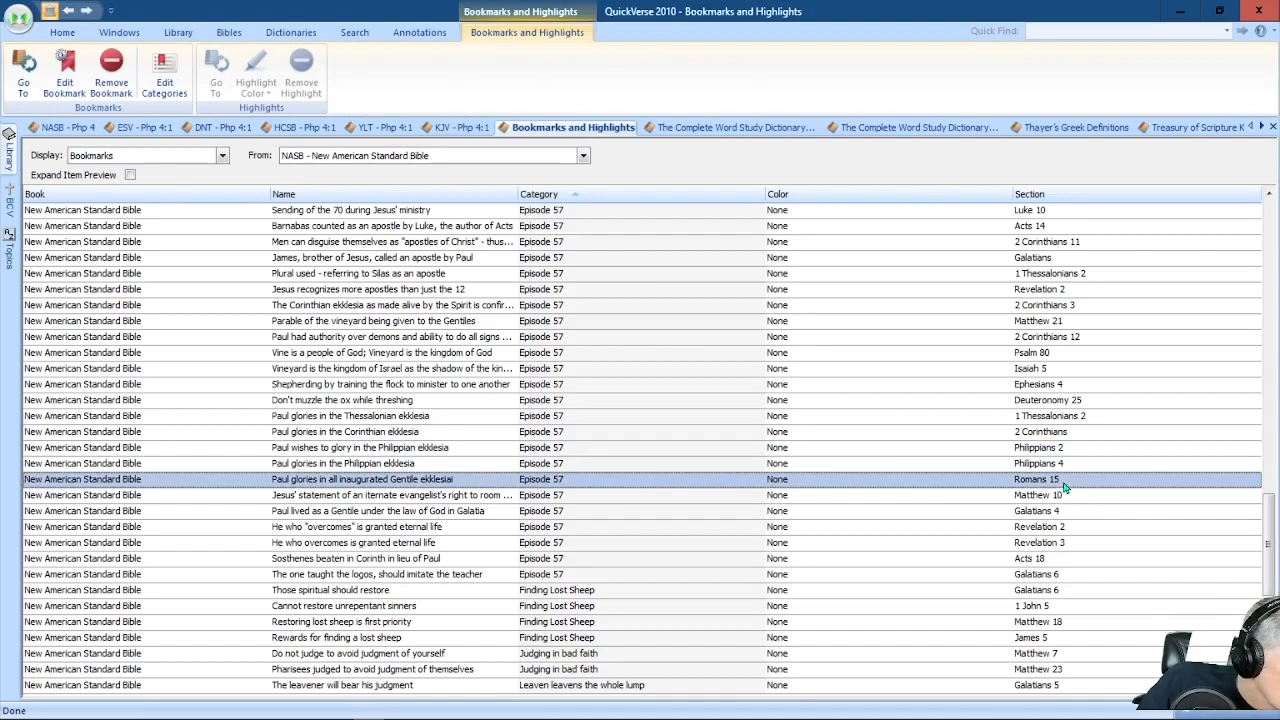 Bookmarks and Highlights QuickVerse 2010 - Bookmarks and Highlights
Home Windows Library Bibles Dictionaries Search Annotations Bookmarks and Highlights Quick Find:
Go To Edit Bookmark Remove Bookmark Edit Categories Go To Highlight Color Remove Highlight
Bookmarks Highlights
NASB - Php 4 ESV - Php 4:1 DNT - Php 4:1 HCSB - Php 4:1 YLT - Php 4:1 KJV - Php 4:1 Bookmarks and Highlights The Complete Word Study Dictionary... The Complete Word Study Dictionary... Thayer's Greek Definitions Treasury of Scripture K
Library
BCV
Topics
Display: Bookmarks From: NASB - New American Standard Bible
Expand Item Preview
Book Name Category Color Section
New American Standard Bible Sending of the 70 during Jesus' ministry Episode 57 None Luke 10
New American Standard Bible Barnabas counted as an apostle by Luke, the author of Acts Episode 57 None Acts 14
New American Standard Bible Men can disguise themselves as "apostles of Christ" - thus... Episode 57 None 2 Corinthians 11
New American Standard Bible James, brother of Jesus, called an apostle by Paul Episode 57 None Galatians
New American Standard Bible Plural used - referring to Silas as an apostle Episode 57 None 1 Thessalonians 2
New American Standard Bible Jesus recognizes more apostles than just the 12 Episode 57 None Revelation 2
New American Standard Bible The Corinthian ekklesia as made alive by the Spirit is confir... Episode 57 None 2 Corinthians 3
New American Standard Bible Parable of the vineyard being given to the Gentiles Episode 57 None Matthew 21
New American Standard Bible Paul had authority over demons and ability to do all signs ... Episode 57 None 2 Corinthians 12
New American Standard Bible Vine is a people of God; Vineyard is the kingdom of God Episode 57 None Psalm 80
New American Standard Bible Vineyard is the kingdom of Israel as the shadow of the kin... Episode 57 None Isaiah 5
New American Standard Bible Shepherding by training the flock to minister to one another Episode 57 None Ephesians 4
New American Standard Bible Don't muzzle the ox while threshing Episode 57 None Deuteronomy 25
New American Standard Bible Paul glories in the Thessalonian ekklesia Episode 57 None 1 Thessalonians 2
New American Standard Bible Paul glories in the Corinthian ekklesia Episode 57 None 2 Corinthians
New American Standard Bible Paul wishes to glory in the Philippian ekklesia Episode 57 None Philippians 2
New American Standard Bible Paul glories in the Philippian ekklesia Episode 57 None Philippians 4
New American Standard Bible Paul glories in all inaugurated Gentile ekklesiai Episode 57 None Romans 15
New American Standard Bible Jesus' statement of an iternate evangelist's right to room ... Episode 57 None Matthew 10
New American Standard Bible Paul lived as a Gentile under the law of God in Galatia Episode 57 None Galatians 4
New American Standard Bible He who "overcomes" is granted eternal life Episode 57 None Revelation 2
New American Standard Bible He who overcomes is granted eternal life Episode 57 None Revelation 3
New American Standard Bible Sosthenes beaten in Corinth in lieu of Paul Episode 57 None Acts 18
New American Standard Bible The one taught the logos, should imitate the teacher Episode 57 None Galatians 6
New American Standard Bible Those spiritual should restore Finding Lost Sheep None Galatians 6
New American Standard Bible Cannot restore unrepentant sinners Finding Lost Sheep None 1 John 5
New American Standard Bible Restoring lost sheep is first priority Finding Lost Sheep None Matthew 18
New American Standard Bible Rewards for finding a lost sheep Finding Lost Sheep None James 5
New American Standard Bible Do not judge to avoid judgment of yourself Judging in bad faith None Matthew 7
New American Standard Bible Pharisees judged to avoid judgment of themselves Judging in bad faith None Matthew 23
New American Standard Bible The leavener will bear his judgment Leaven leavens the whole lump None Galatians 5
Done